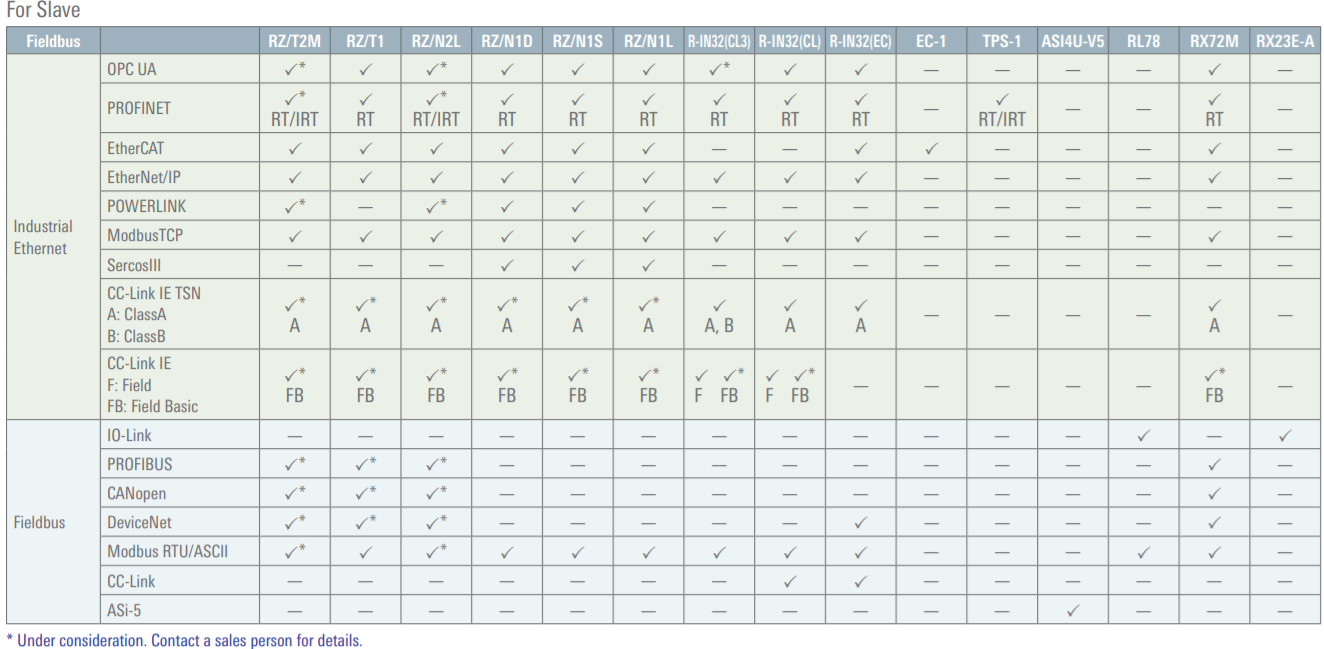 For Slave
Fieldbus RZ/T2M RZ/T1 RZ/N2L RZ/N1D RZ/N1S RZ/N1L R-IN32(CL3) R-IN32(CL) R-IN32(EC) EC-1 TPS-1 ASI4U-V5 RL78 RX72M RX23E-A
Industrial
Ethernet
OPC UA ✓* ✓ ✓* ✓ ✓ ✓ ✓* ✓ ✓ — — — — ✓ —
PROFINET ✓* ✓ ✓* ✓ ✓ ✓ ✓ ✓ ✓ — ✓ — — ✓ —
RT/IRT RT RT/IRT RT RT RT RT RT RT RT/IRT RT
EtherCAT ✓ ✓ ✓ ✓ ✓ ✓ — — ✓ ✓ — — — ✓ —
EtherNet/IP ✓ ✓ ✓ ✓ ✓ ✓ ✓ ✓ ✓ — — — — ✓ —
POWERLINK ✓* — ✓* ✓ ✓ ✓ — — — — — — — — —
ModbusTCP ✓ ✓ ✓ ✓ ✓ ✓ ✓ ✓ ✓ — — — — ✓ —
SercosIII — — — ✓ ✓ ✓ — — — — — — — — —
CC-Link IE TSN
A: ClassA
B: ClassB
✓* ✓* ✓* ✓* ✓* ✓* ✓ ✓ ✓ — — — — ✓ —
A A A A A A A, B A A A
CC-Link IE
F: Field
FB: Field Basic
✓* ✓* ✓* ✓* ✓* ✓* ✓ ✓* ✓ ✓* — — — — — ✓* —
FB FB FB FB FB FB F FB F FB FB
Fieldbus
IO-Link — — — — — — — — — — — — ✓ — ✓
PROFIBUS ✓* ✓* ✓* — — — — — — — — — — ✓ —
CANopen ✓* ✓* ✓* — — — — — — — — — — ✓ —
DeviceNet ✓* ✓* ✓* — — — — — ✓ — — — — ✓ —
Modbus RTU/ASCII ✓* ✓ ✓* ✓ ✓ ✓ ✓ ✓ ✓ — — — ✓ ✓ —
CC-Link — — — — — — — ✓ ✓ — — — — — —
ASi-5 — — — — — — — — — — — ✓ — — —
* Under consideration. Contact a sales person for details.